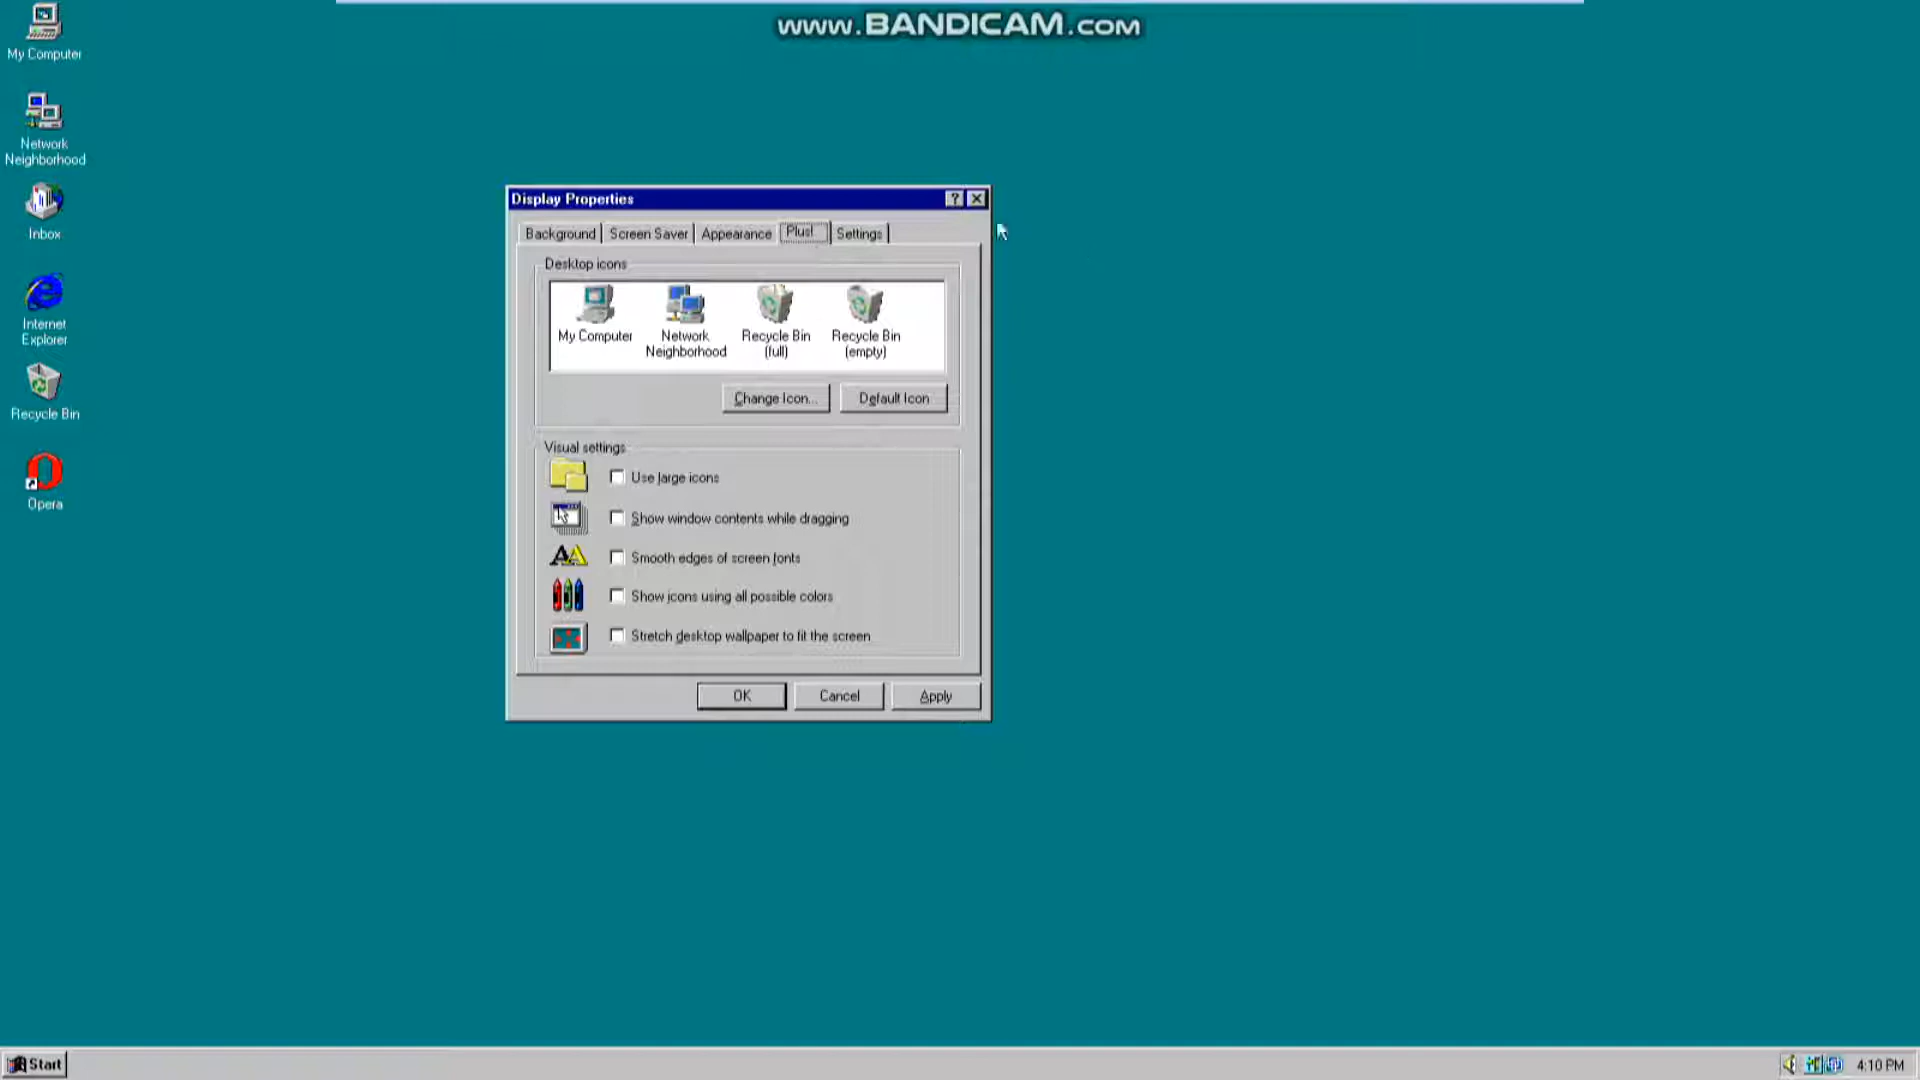 www.BANDICAM.com
My Computer
Network
Neighborhood
Inbox
Internet
Explorer
Recycle Bin
Opera
Display Properties
Background
Screen Saver
Appearance
Plus!
Settings
Desktop icons
My Computer
Network
Neighborhood
Recycle Bin
(full)
Recycle Bin
(empty)
Change Icon...
Default Icon
Visual settings
Use large icons
Show window contents while dragging
Smooth edges of screen fonts
Show icons using all possible colors
Stretch desktop wallpaper to fit the screen
OK
Cancel
Apply
Start
4:10 PM